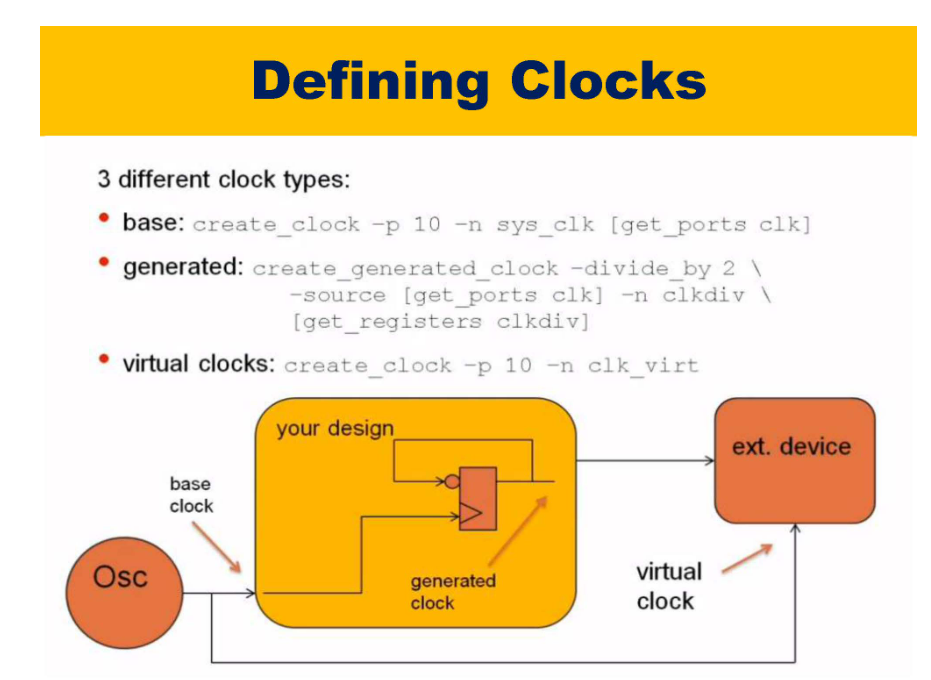 Defining Clocks
3 different clock types:
• base: create_clock –p 10 –n sys_clk [get_ports clk]
• generated: create_generated_clock –divide_by 2 \
–source [get_ports clk] –n clkdiv \
[get_registers clkdiv]
• virtual clocks: create_clock –p 10 –n clk_virt
your design
ext. device
base
clock
Osc
generated
clock
virtual
clock